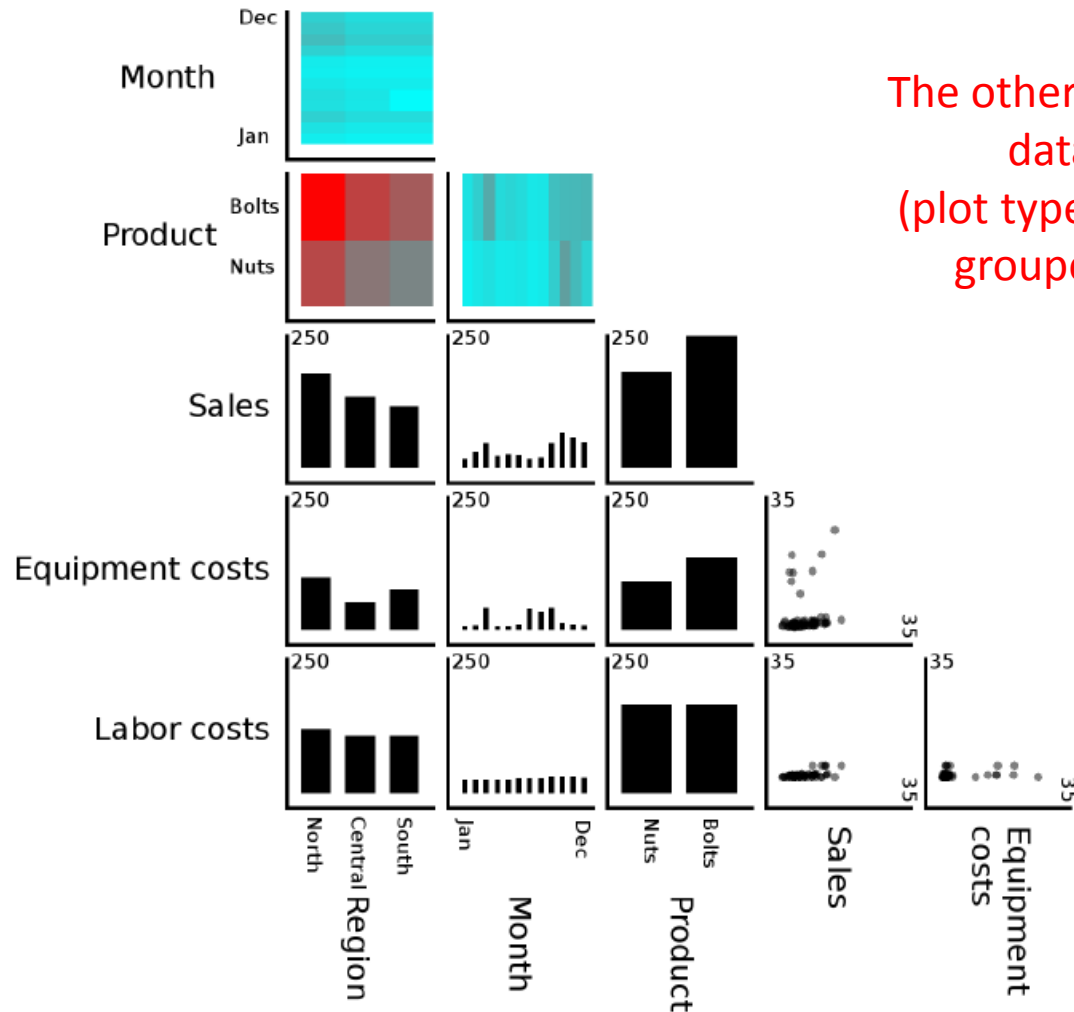 Dec
Month
Jan
The other
data
(plot type
groupe
Bolts
Product
Nuts
250 250 250
Sales
250 250 250 35
Equipment costs
35
250 250 250 35 35
Labor costs
35 35
North Central South Jan Dec Nuts Bolts
Region Month Product Sales Equipment costs